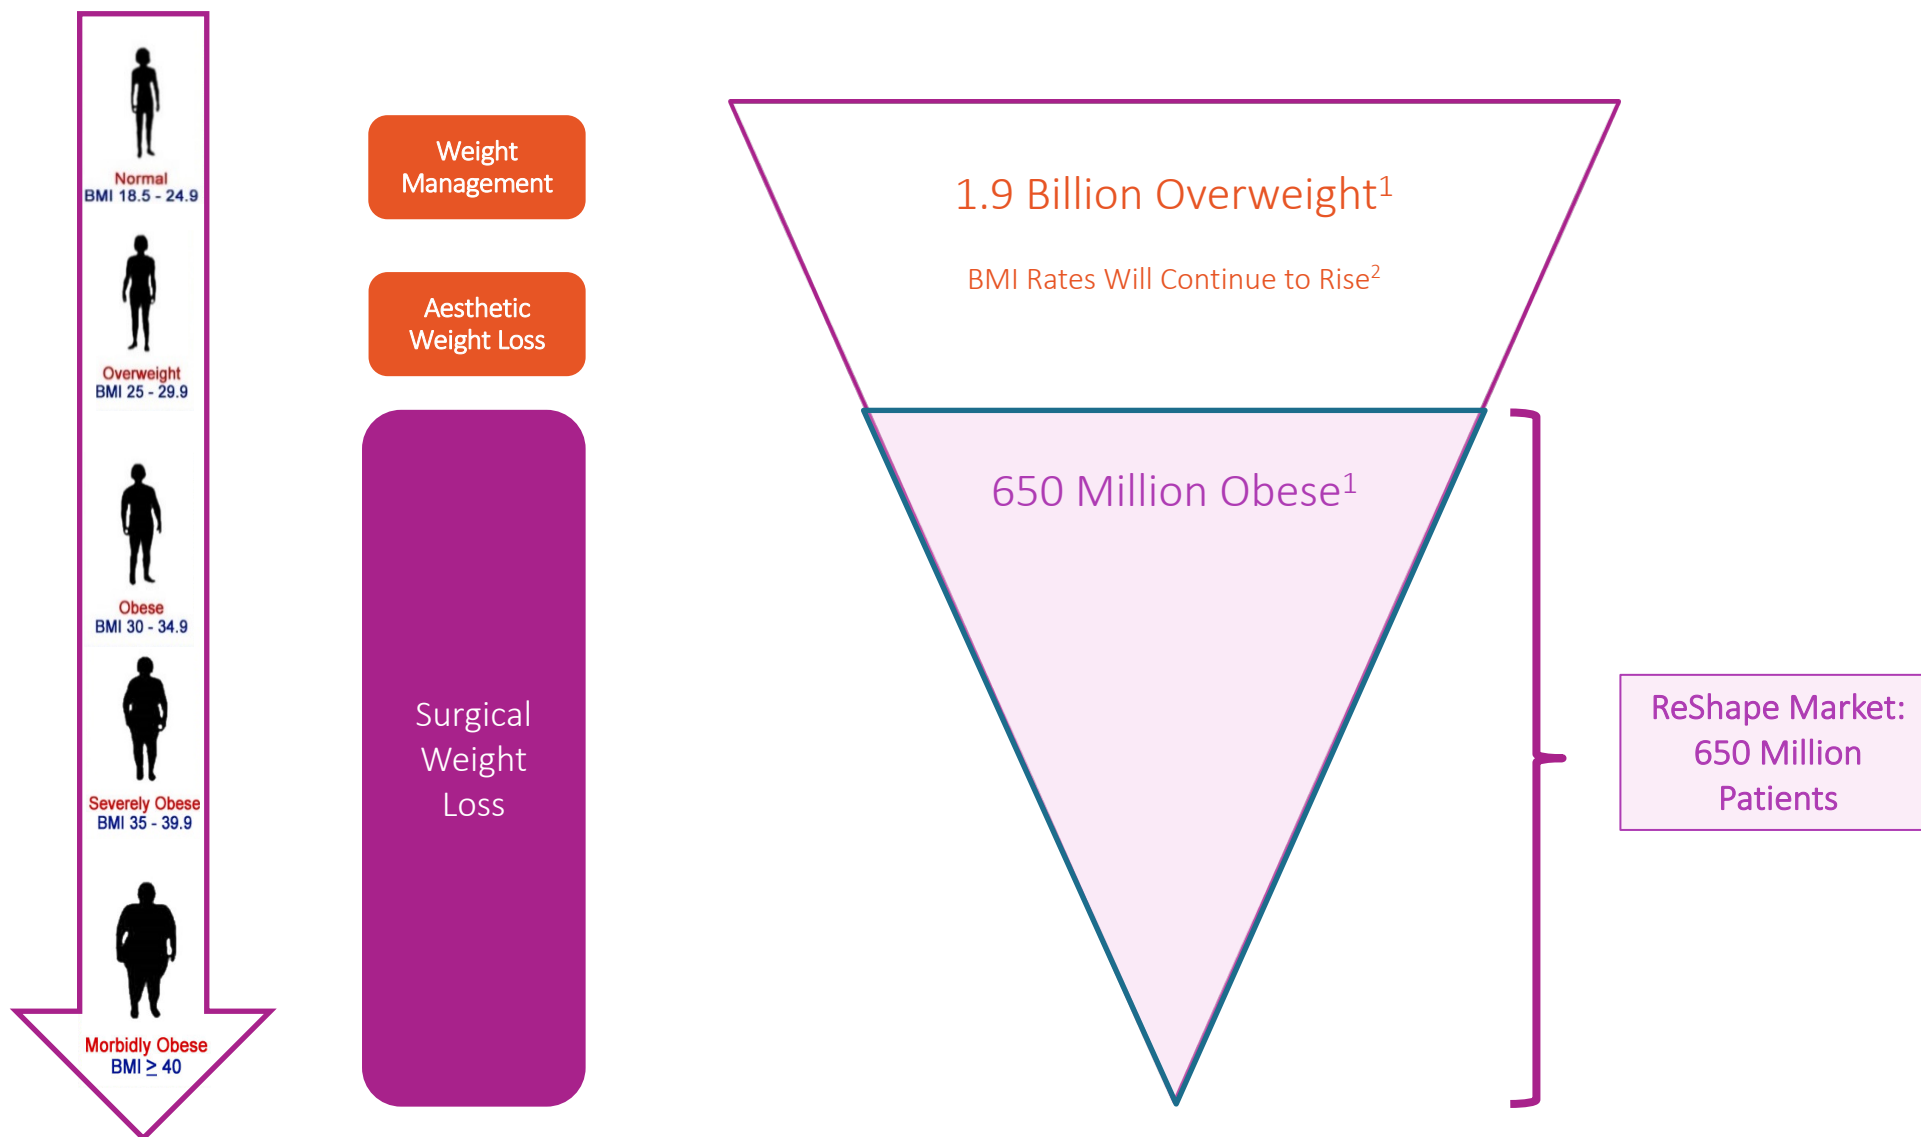 Normal
BMI 18.5 - 24.9
Overweight
BMI 25 - 29.9
Obese
BMI 30 - 34.9
Severely Obese
BMI 35 - 39.9
Morbidly Obese
BMI ≥ 40
Weight
Management
Aesthetic
Weight Loss
Surgical
Weight
Loss
1.9 Billion Overweight¹
BMI Rates Will Continue to Rise²
650 Million Obese¹
ReShape Market:
650 Million
Patients